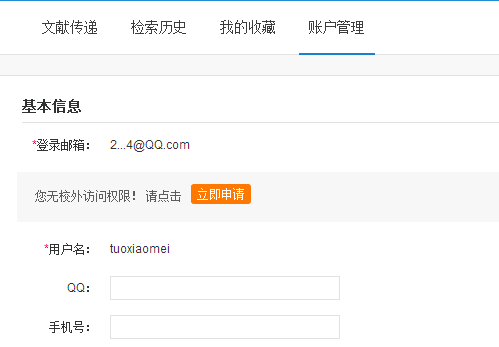 文献传递 检索历史 我的收藏 账户管理
基本信息
*登录邮箱： 2...4@QQ.com
您无校外访问权限！请点击 立即申请
*用户名： tuoxiaomei
QQ：
手机号：